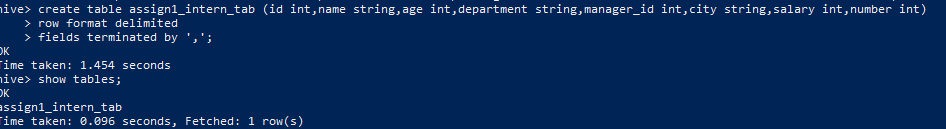 hive> create table assign1_intern_tab (id int,name string,age int,department string,manager_id int,city string,salary int,number int)
> row format delimited
> fields terminated by ',';
OK
Time taken: 1.454 seconds
hive> show tables;
OK
assign1_intern_tab
Time taken: 0.096 seconds, Fetched: 1 row(s)